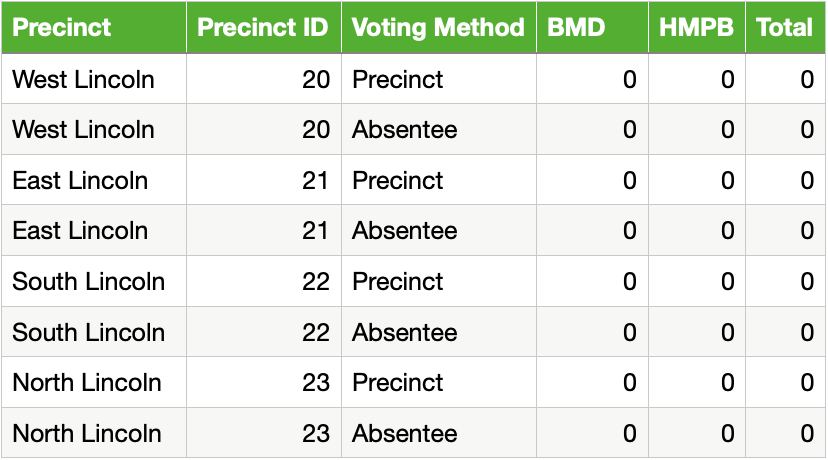 Precinct Precinct ID Voting Method BMD HMPB Total
West Lincoln 20 Precinct 0 0 0
West Lincoln 20 Absentee 0 0 0
East Lincoln 21 Precinct 0 0 0
East Lincoln 21 Absentee 0 0 0
South Lincoln 22 Precinct 0 0 0
South Lincoln 22 Absentee 0 0 0
North Lincoln 23 Precinct 0 0 0
North Lincoln 23 Absentee 0 0 0